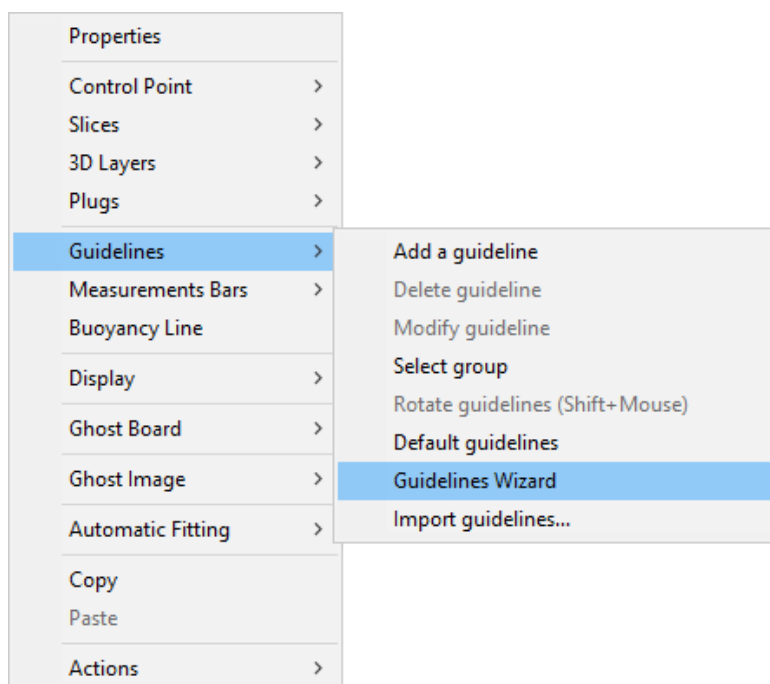 Properties
Control Point
Slices
3D Layers
Plugs
Guidelines
Measurements Bars
Buoyancy Line
Display
Ghost Board
Ghost Image
Automatic Fitting
Copy
Paste
Actions
Add a guideline
Delete guideline
Modify guideline
Select group
Rotate guidelines (Shift+Mouse)
Default guidelines
Guidelines Wizard
Import guidelines...